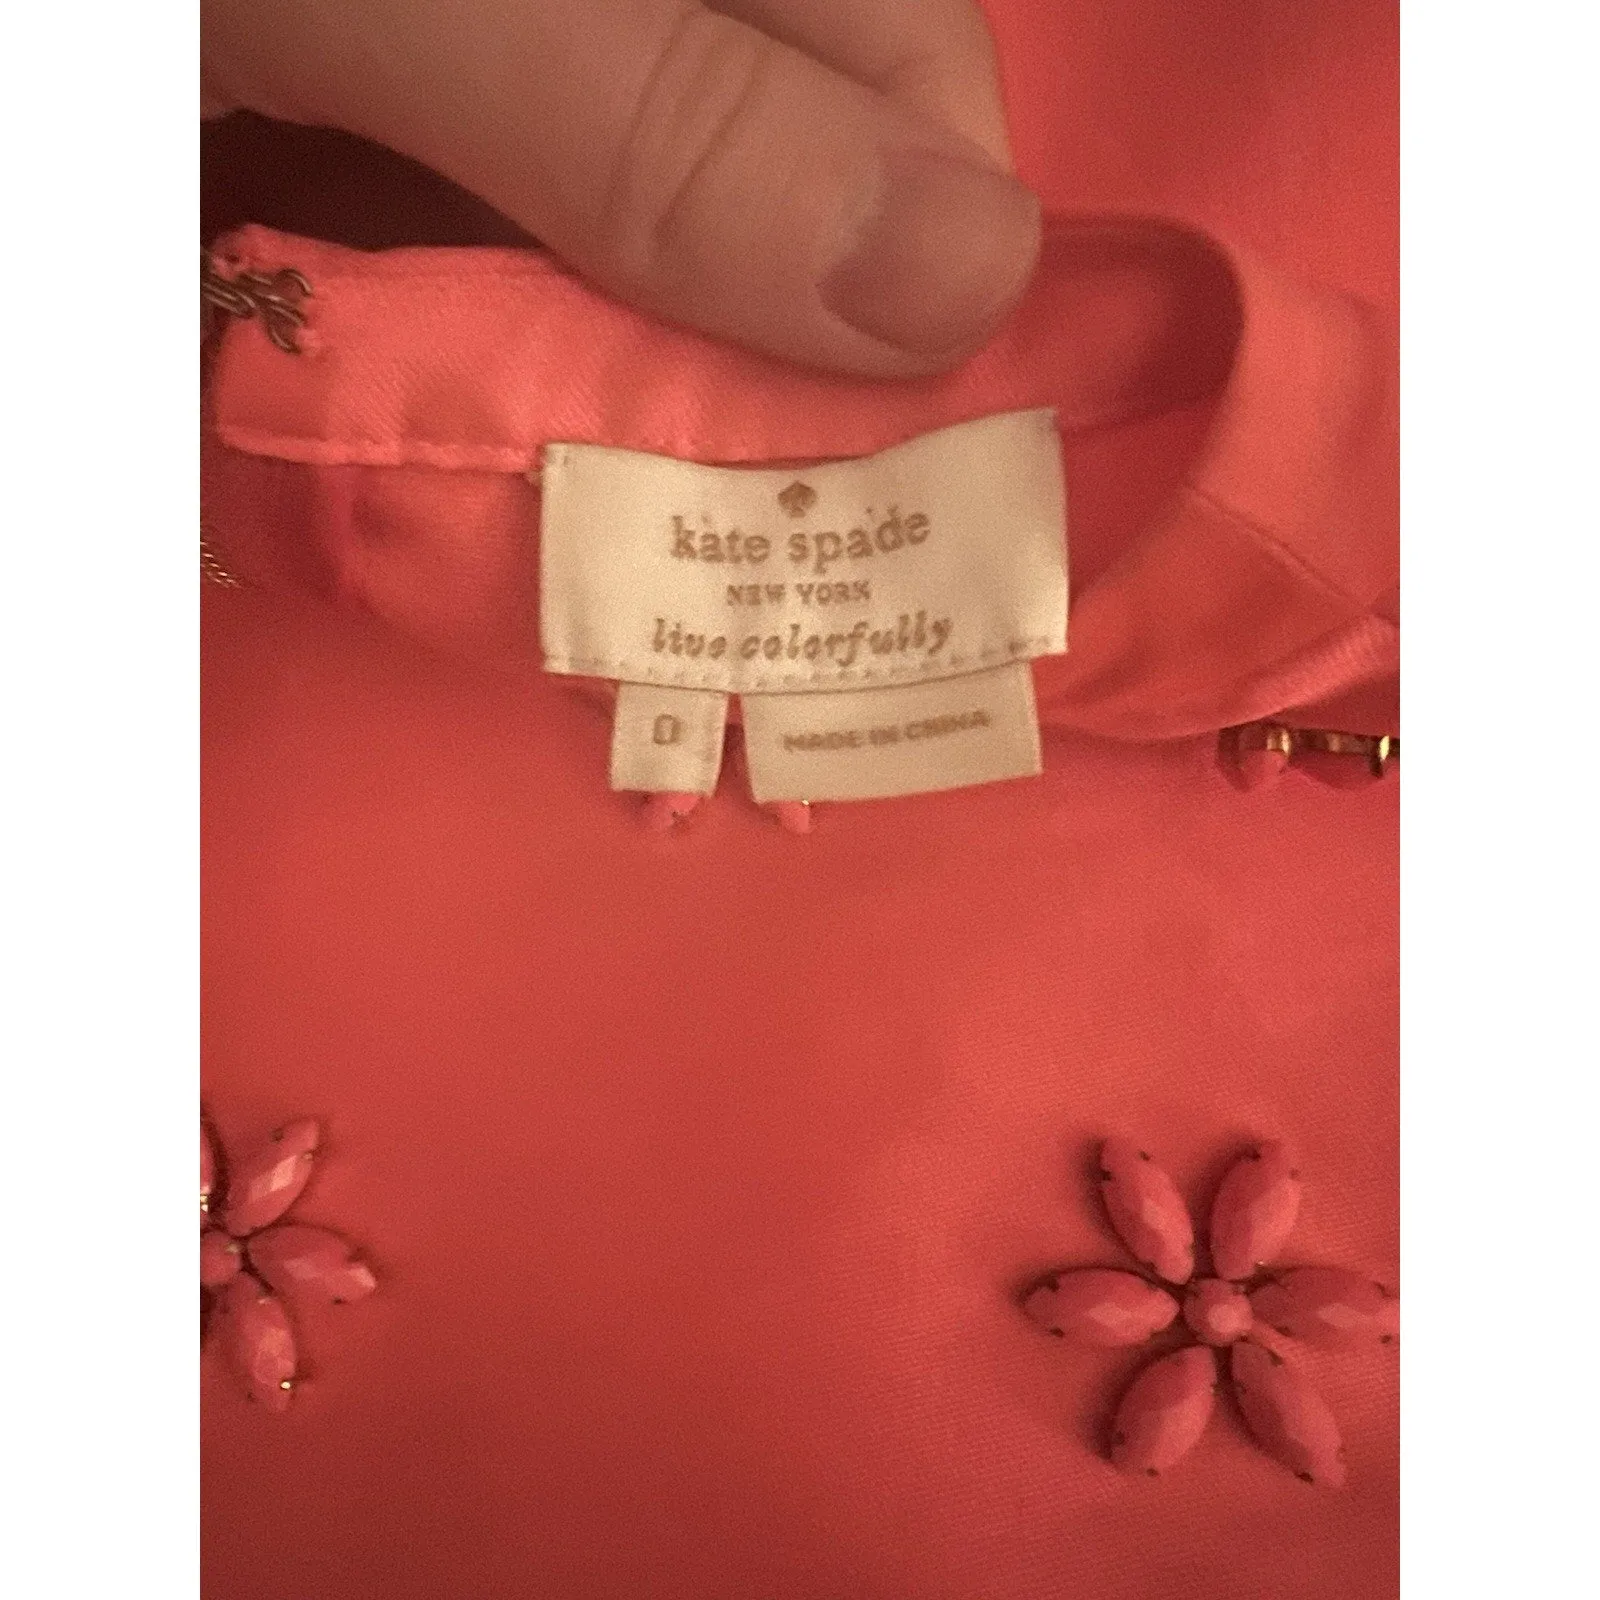 kate spade
NEW YORK
live colorfully
0
MADE IN CHINA